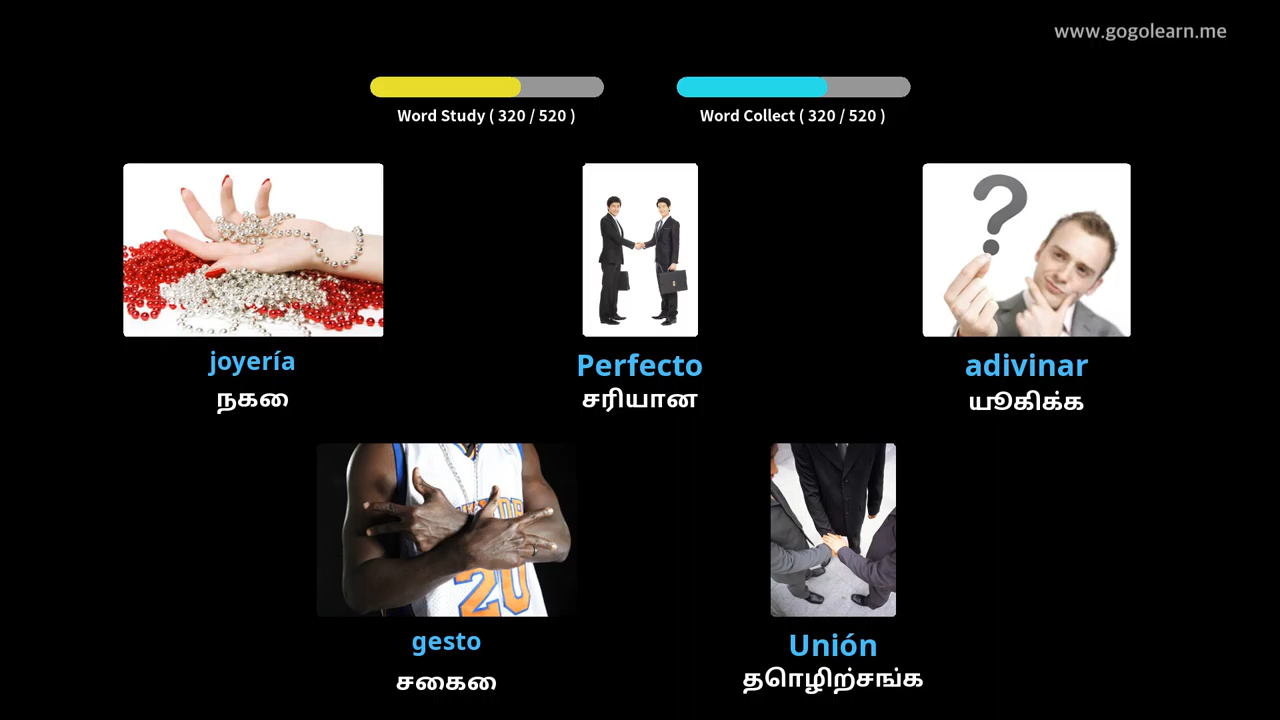 www.gogolearn.me
Word Study ( 320 / 520 )
Word Collect ( 320 / 520 )
joyería
நகை
Perfecto
சரியான
adivinar
யூகிக்க
gesto
சைகை
Unión
தொழிற்சங்க
20